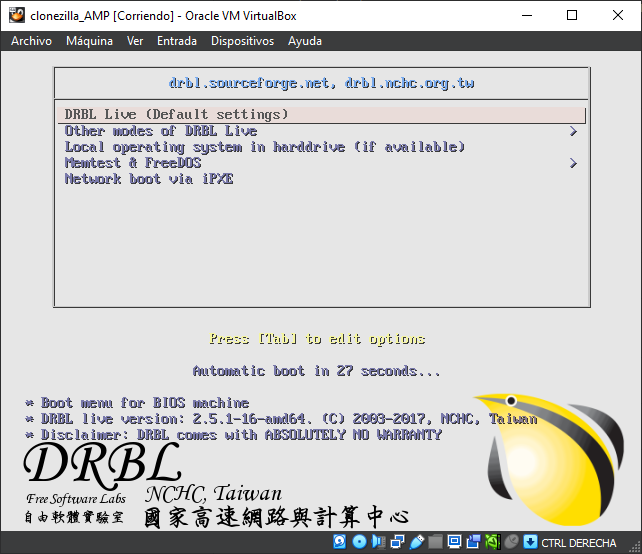 clonezilla_AMP [Corriendo] - Oracle VM VirtualBox
Archivo Máquina Ver Entrada Dispositivos Ayuda
drbl.sourceforge.net, drbl.nchc.org.tw
DRBL Live (Default settings)
Other modes of DRBL Live >
Local operating system in harddrive (if available)
Memtest & FreeDOS >
Network boot via iPXE
Press [Tab] to edit options
Automatic boot in 27 seconds...
* Boot menu for BIOS machine
* DRBL live version: 2.5.1-16-amd64. (C) 2003-2017, NCHC, Taiwan
* Disclaimer: DRBL comes with ABSOLUTELY NO WARRANTY
DRBL
Free Software Labs NCHC, Taiwan
自由軟體實驗室 國家高速網路與計算中心
CTRL DERECHA